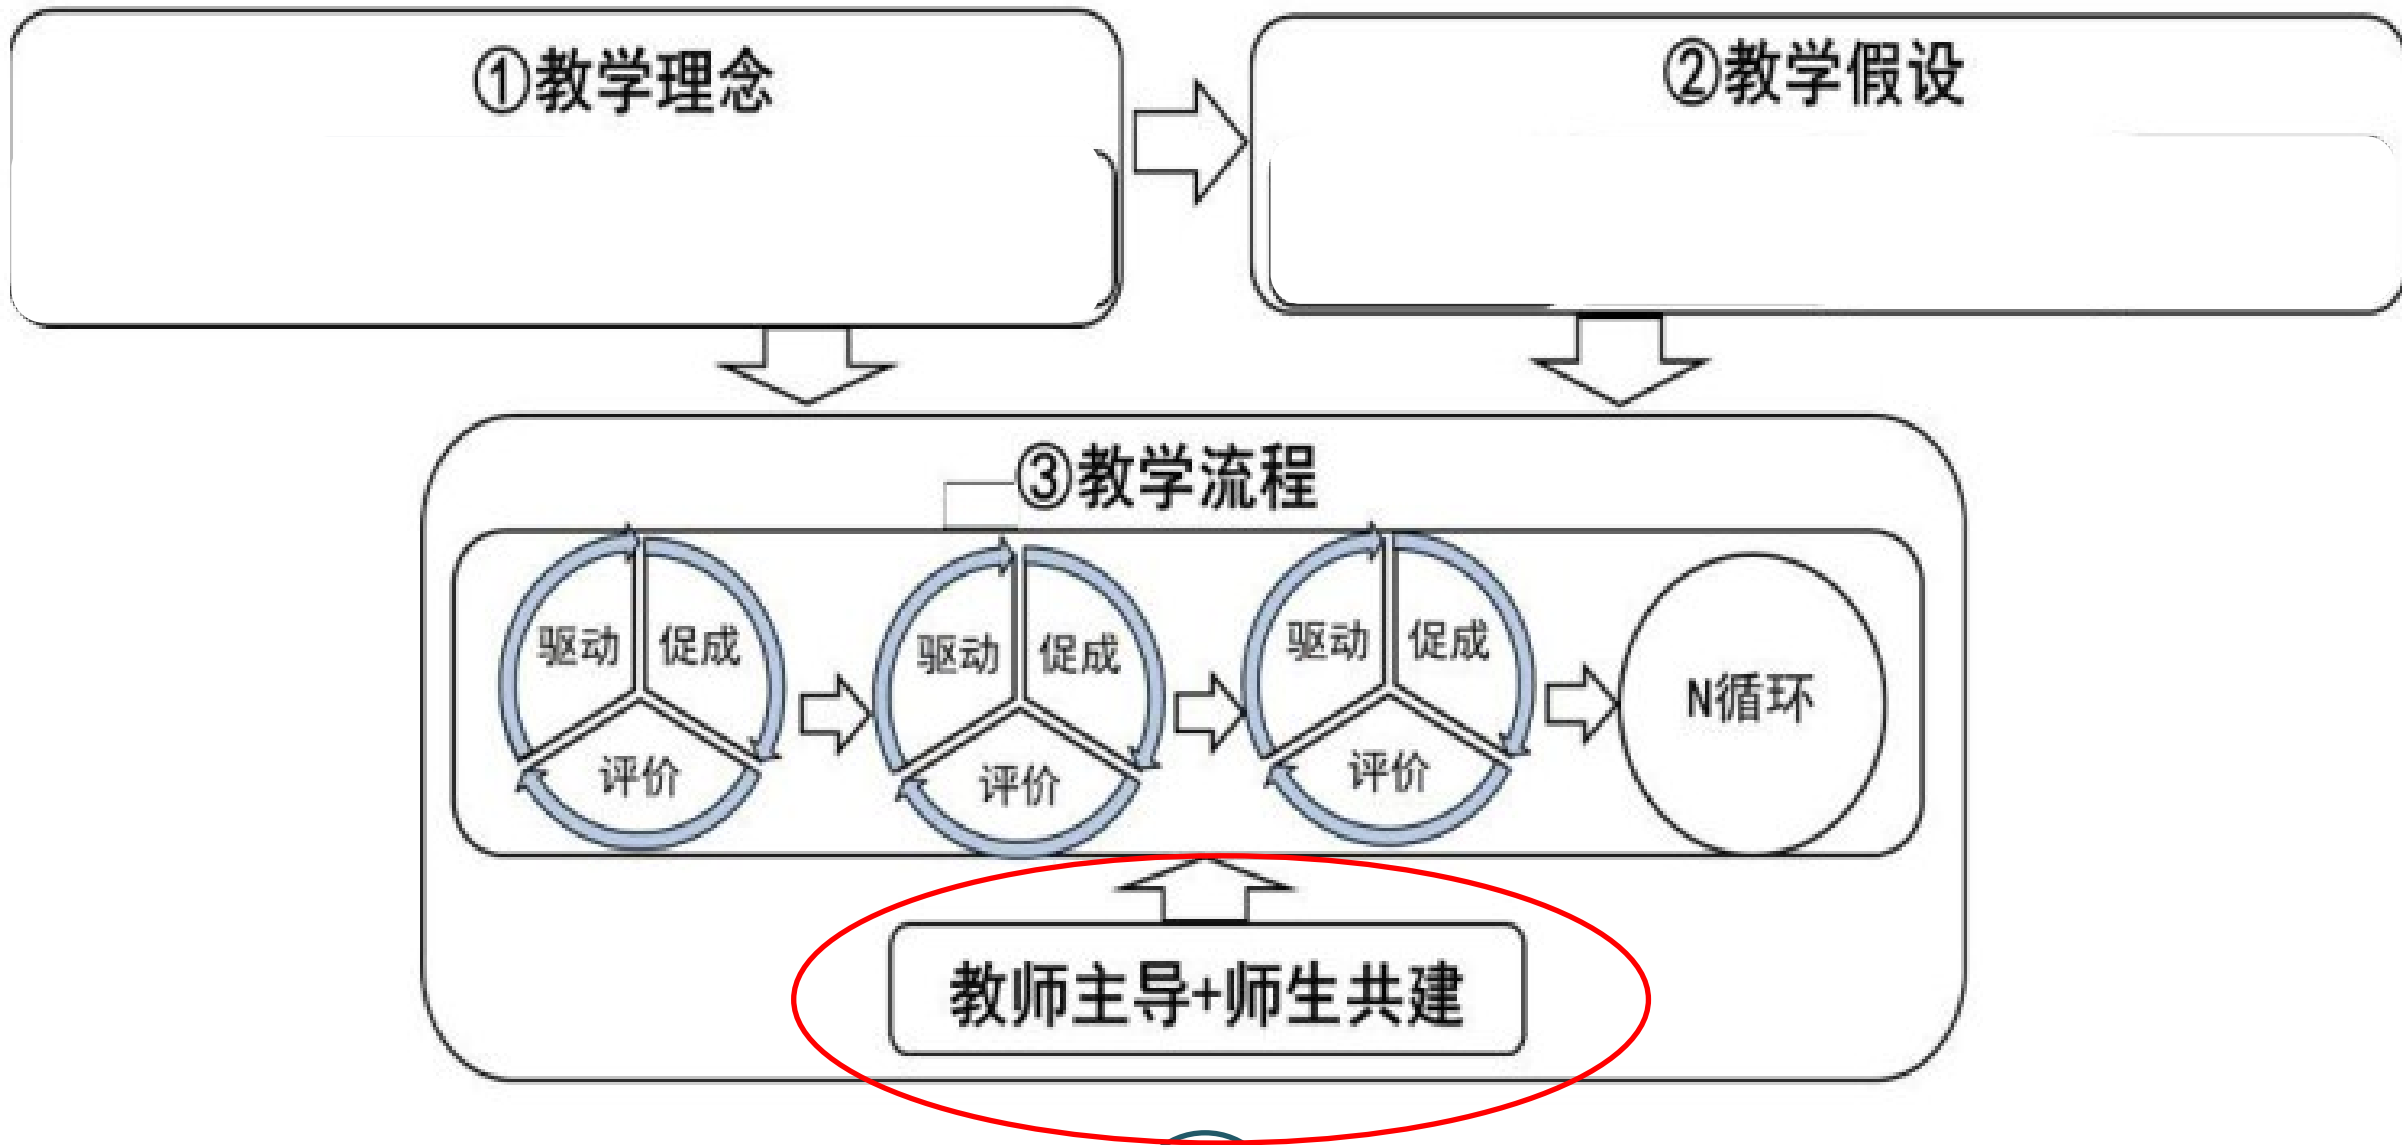 ①教学理念
②教学假设
③教学流程
驱动
促成
评价
驱动
促成
评价
驱动
促成
评价
N循环
教师主导+师生共建